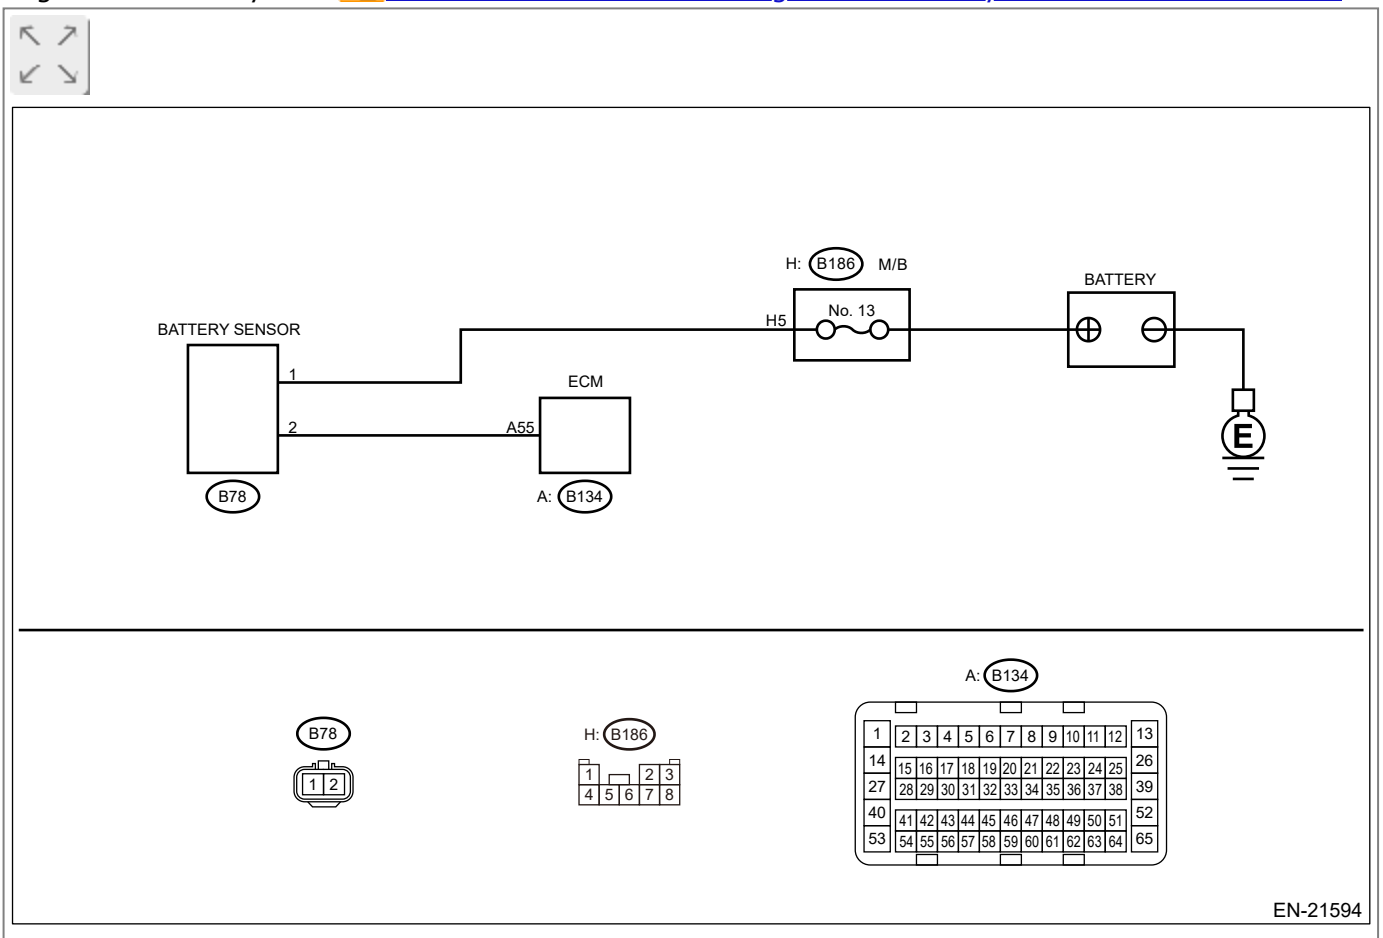 H: B186 M/B
BATTERY
No. 13
H5
BATTERY SENSOR
1
ECM
2
A55
B78
A: B134
A: B134
B78
H: B186
1 2
1 2 3
4 5 6 7 8
1 2 3 4 5 6 7 8 9 10 11 12 13
14 15 16 17 18 19 20 21 22 23 24 25 26
27 28 29 30 31 32 33 34 35 36 37 38 39
40 41 42 43 44 45 46 47 48 49 50 51 52
53 54 55 56 57 58 59 60 61 62 63 64 65
E
EN-21594